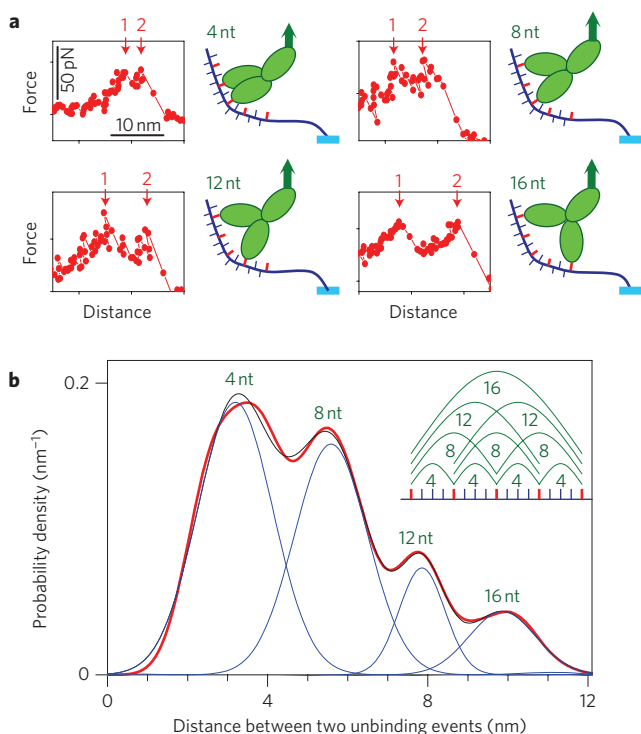 a
1 2
4 nt
1 2
8 nt
Force
50 pN
10 nm
12 nt
16 nt
1 2
1 2
Force
Distance
Distance
b
0.2
4 nt
8 nt
12 nt
16 nt
16
12 12
8 8 8
4 4 4 4
Probability density (nm⁻¹)
0
0 4 8 12
Distance between two unbinding events (nm)